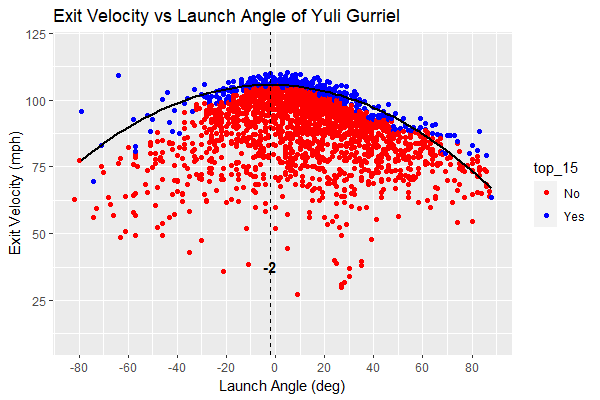 Exit Velocity vs Launch Angle of Yuli Gurriel
125
100
75
50
25
Exit Velocity (mph)
-2
-80 -60 -40 -20 0 20 40 60 80
Launch Angle (deg)
top_15
No
Yes